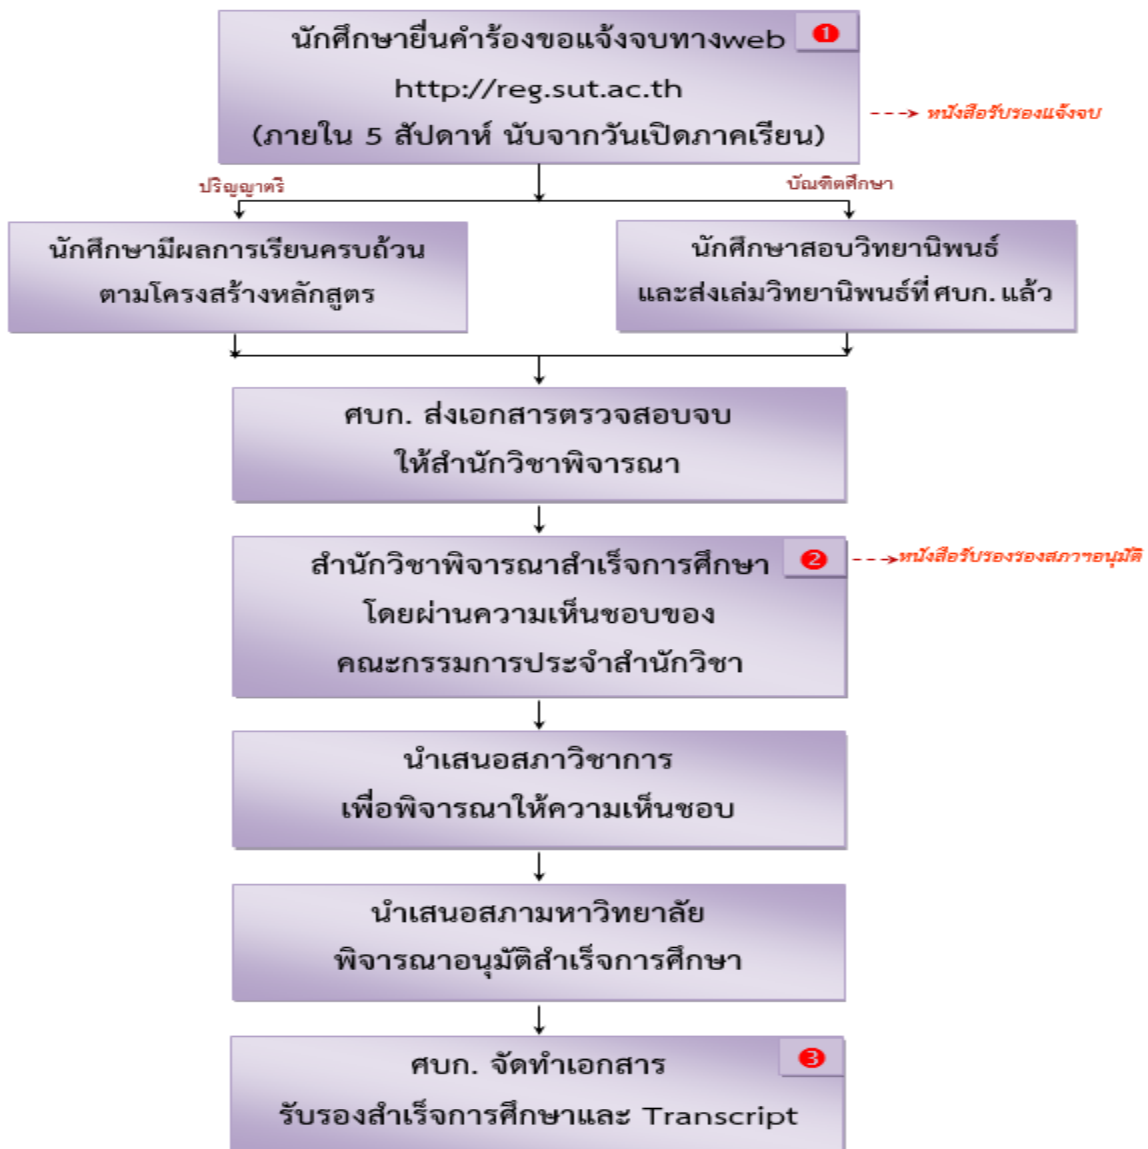 นักศึกษายื่นคำร้องขอแจ้งจบทางweb ❶
http://reg.sut.ac.th
(ภายใน 5 สัปดาห์ นับจากวันเปิดภาคเรียน)
หนังสือรับรองแจ้งจบ
ปริญญาตรี
บัณฑิตศึกษา
นักศึกษามีผลการเรียนครบถ้วน
ตามโครงสร้างหลักสูตร
นักศึกษาสอบวิทยานิพนธ์
และส่งเล่มวิทยานิพนธ์ที่ ศบก. แล้ว
ศบก. ส่งเอกสารตรวจสอบจบ
ให้สำนักวิชาพิจารณา
สำนักวิชาพิจารณาสำเร็จการศึกษา ❷
โดยผ่านความเห็นชอบของ
คณะกรรมการประจำสำนักวิชา
หนังสือรับรองรองสภาฯอนุมัติ
นำเสนอสภาวิชาการ
เพื่อพิจารณาให้ความเห็นชอบ
นำเสนอสภามหาวิทยาลัย
พิจารณาอนุมัติสำเร็จการศึกษา
ศบก. จัดทำเอกสาร ❸
รับรองสำเร็จการศึกษาและ Transcript